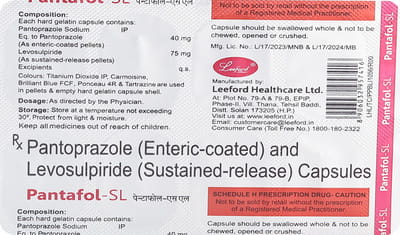 Pantafol-SL पेन्टाफोल-एस एल
Composition:
Each hard gelatin capsule contains:
Pantoprazole Sodium IP
Eq. to Pantoprazole 40 mg
(As enteric-coated pellets)
Levosulpiride 75 mg
(As sustained-release pellets)
Excipients q.s.
Colours: Titanium Dioxide IP, Carmosine,
Brilliant Blue FCF, Ponceau 4R & Tartrazine are used
in pellets & empty hard gelatin capsule shell.
Dosage: As directed by the Physician.
Storage: Store at a temperature not exceeding
30°. Protect from light & moisture.
Keep all medicines out of reach of children.
Not to be sold by retail without the prescription
of a Registered Medical Practitioner.
Capsule should be swallowed whole & not to be
chewed, opened or crushed.
Mfg. Lic. No.: L/17/2023/MNB & L/17/2024/MB
Leeford
Manufactured by:
Leeford Healthcare Ltd.
At: Plot No. 79-A & 79-B, EPIP
Phase-II, Vill. Thana, Tehsil Baddi,
Distt. Solan 173205 (H.P.)
Visit us at: www.leeford.in
Email: customercare@leeford.in
Consumer Care (Toll Free No.): 1800-180-2322
Rx Pantoprazole (Enteric-coated) and
Levosulpiride (Sustained-release) Capsules
Pantafol-SL पेन्टाफोल-एस एल
Composition:
Each hard gelatin capsule contains:
Pantoprazole Sodium IP
Eq. to Pantoprazole 40 mg
SCHEDULE H PRESCRIPTION DRUG- CAUTION
Not to be sold by retail without the prescription
of a Registered Medical Practitioner.
Capsule should be swallowed whole & not to be
chewed, opened or crushed.